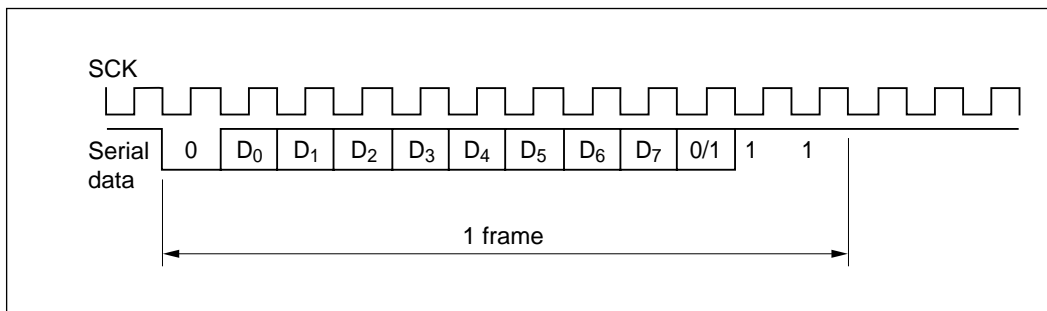 SCK
Serial data
0 D₀ D₁ D₂ D₃ D₄ D₅ D₆ D₇ 0/1 1 1
1 frame